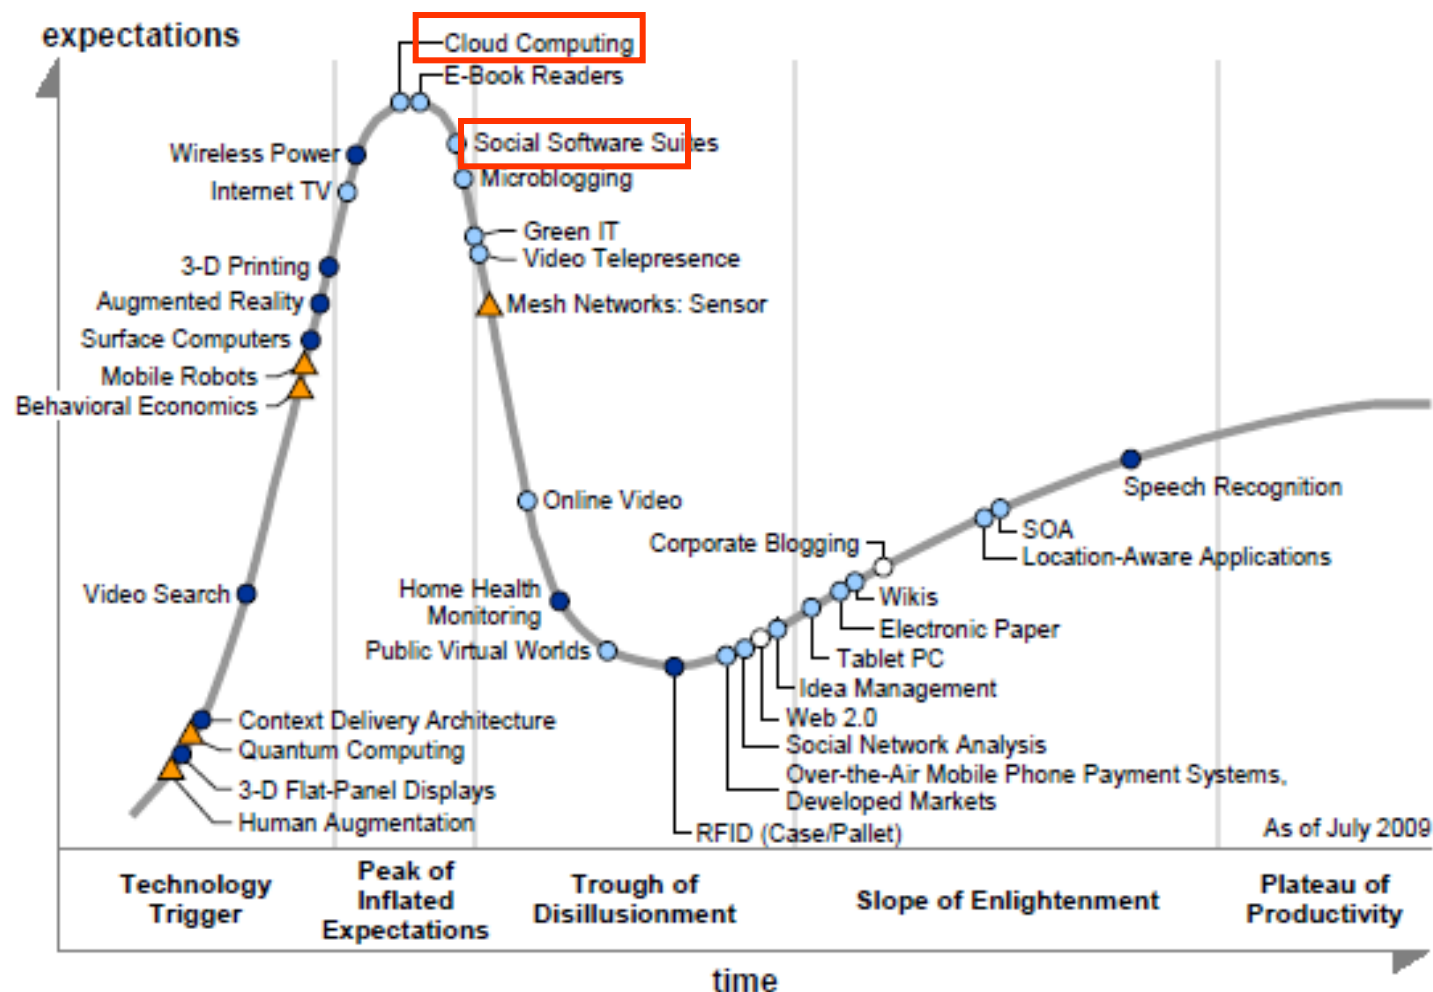 expectations
Cloud Computing
E-Book Readers
Social Software Suites
Wireless Power
Microblogging
Internet TV
Green IT
Video Telepresence
3-D Printing
Augmented Reality
Mesh Networks: Sensor
Surface Computers
Mobile Robots
Behavioral Economics
Speech Recognition
Online Video
SOA
Corporate Blogging
Location-Aware Applications
Video Search
Home Health
Monitoring
Wikis
Electronic Paper
Public Virtual Worlds
Tablet PC
Idea Management
Context Delivery Architecture
Web 2.0
Quantum Computing
Social Network Analysis
3-D Flat-Panel Displays
Over-the-Air Mobile Phone Payment Systems,
Developed Markets
Human Augmentation
RFID (Case/Pallet)
As of July 2009
Technology
Trigger
Peak of
Inflated
Expectations
Trough of
Disillusionment
Slope of Enlightenment
Plateau of
Productivity
time